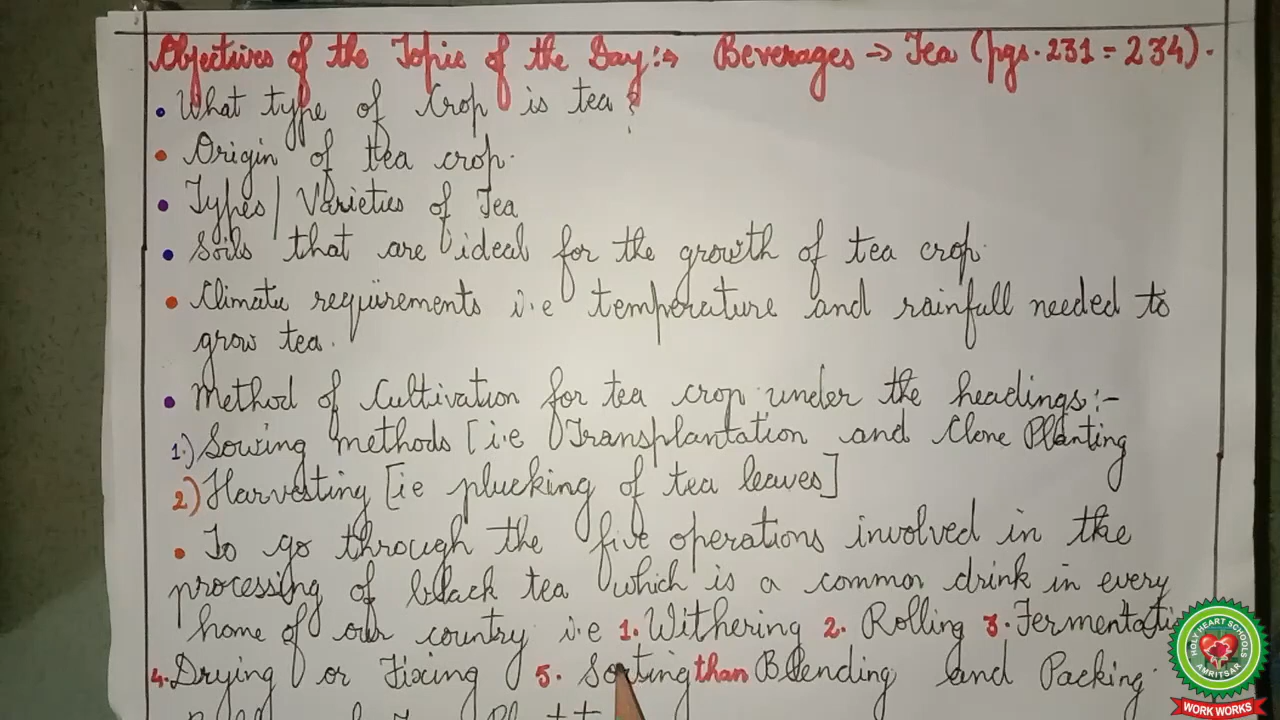 Objectives of the Topic of the Day:→ Beverages → Tea (pgs. 231 = 234).
• What type of crop is tea?
• Origin of tea crop.
• Types / Varieties of Tea
• Soils that are ideal for the growth of tea crop.
• Climate requirements i.e temperature and rainfall needed to
grow tea.
• Method of Cultivation for tea crop under the headings:-
1.) Sowing methods [i.e Transplantation and Clone Planting
2) Harvesting [ie plucking of tea leaves]
• To go through the five operations involved in the
processing of black tea which is a common drink in every
home of our country i.e 1. Withering 2. Rolling 3. Fermentati
4. Drying or Fixing 5. Sorting than Blending and Packing.
HOLY HEART SCHOOLS
AMRITSAR
WORK WORKS